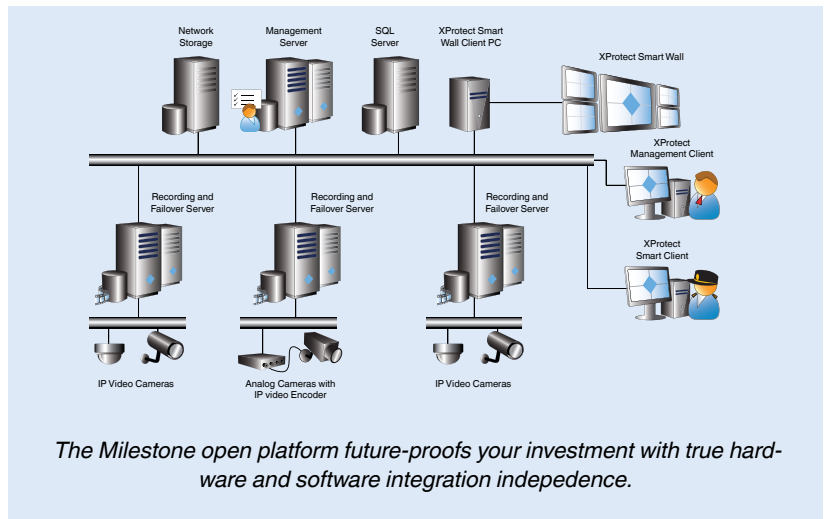 Network
Storage
Management
Server
SQL
Server
XProtect Smart
Wall Client PC
XProtect Smart Wall
XProtect
Management Client
Recording and
Failover Server
Recording and
Failover Server
Recording and
Failover Server
XProtect
Smart Client
IP Video Cameras
Analog Cameras with
IP video Encoder
IP Video Cameras
The Milestone open platform future-proofs your investment with true hard-
ware and software integration indepedence.